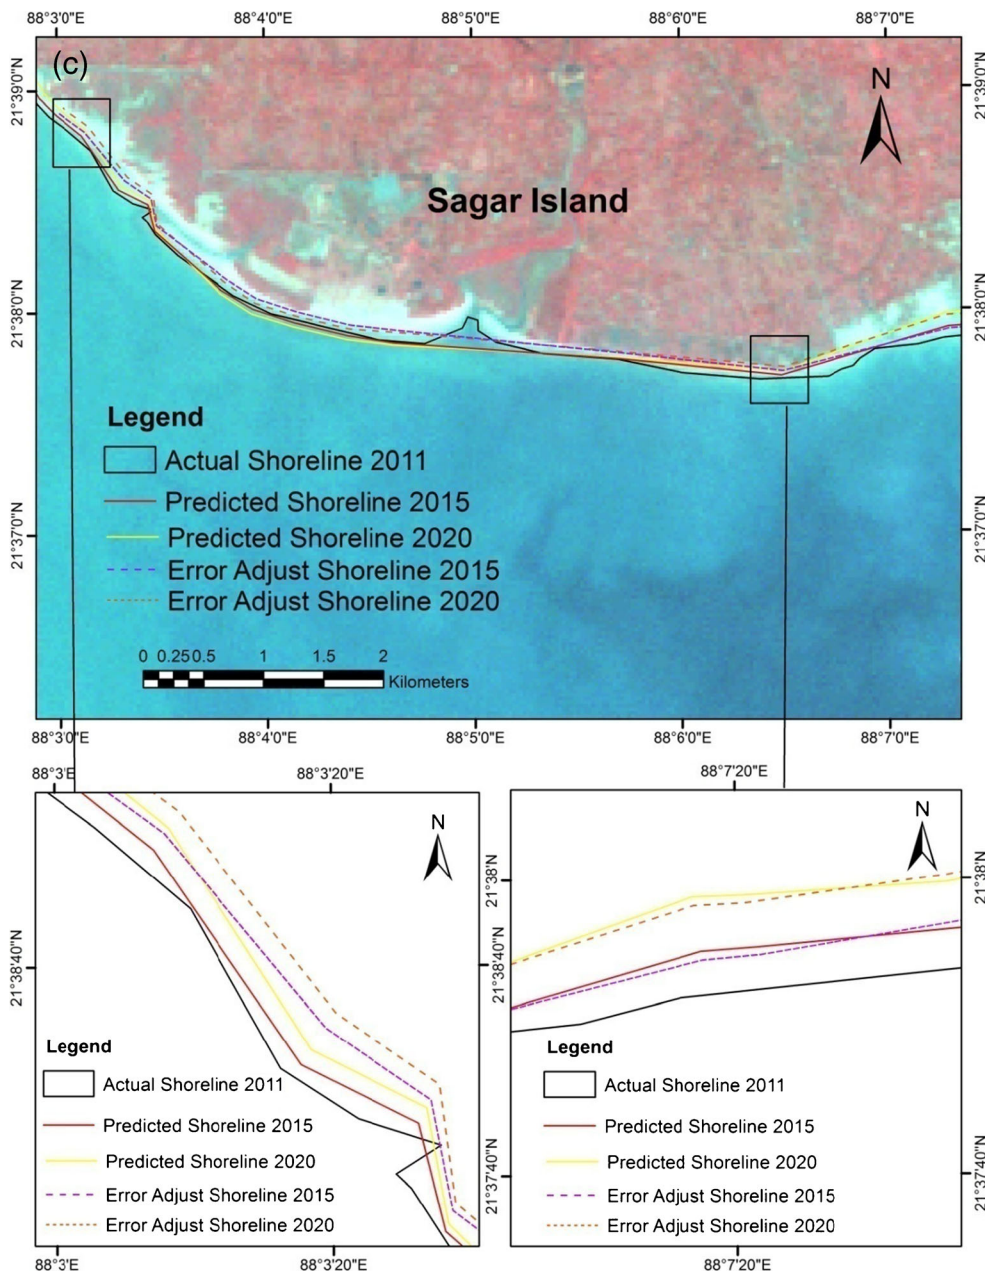 88°3'0"E 88°4'0"E 88°5'0"E 88°6'0"E 88°7'0"E
(c)
N
21°39'0"N
21°39'0"N
Sagar Island
21°38'0"N
21°38'0"N
Legend
Actual Shoreline 2011
Predicted Shoreline 2015
Predicted Shoreline 2020
Error Adjust Shoreline 2015
Error Adjust Shoreline 2020
21°37'0"N
21°37'0"N
0 0.25 0.5 1 1.5 2
Kilometers
88°3'0"E 88°4'0"E 88°5'0"E 88°6'0"E 88°7'0"E
88°3'E 88°3'20"E
N
21°38'40"N
Legend
Actual Shoreline 2011
Predicted Shoreline 2015
Predicted Shoreline 2020
Error Adjust Shoreline 2015
Error Adjust Shoreline 2020
88°3'E 88°3'20"E
88°7'20"E
N
21°38'N
21°38'N
21°38'40"N
Legend
Actual Shoreline 2011
Predicted Shoreline 2015
Predicted Shoreline 2020
Error Adjust Shoreline 2015
Error Adjust Shoreline 2020
21°37'40"N
21°37'40"N
88°7'20"E